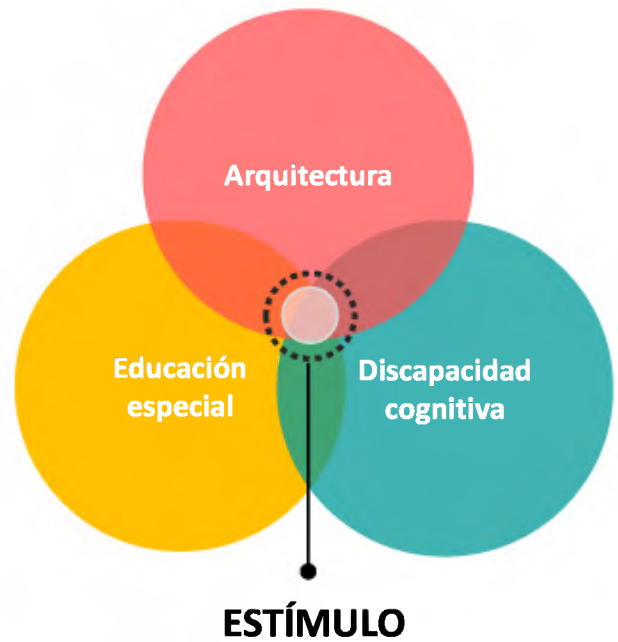 Arquitectura
Educación
especial
Discapacidad
cognitiva
ESTÍMULO